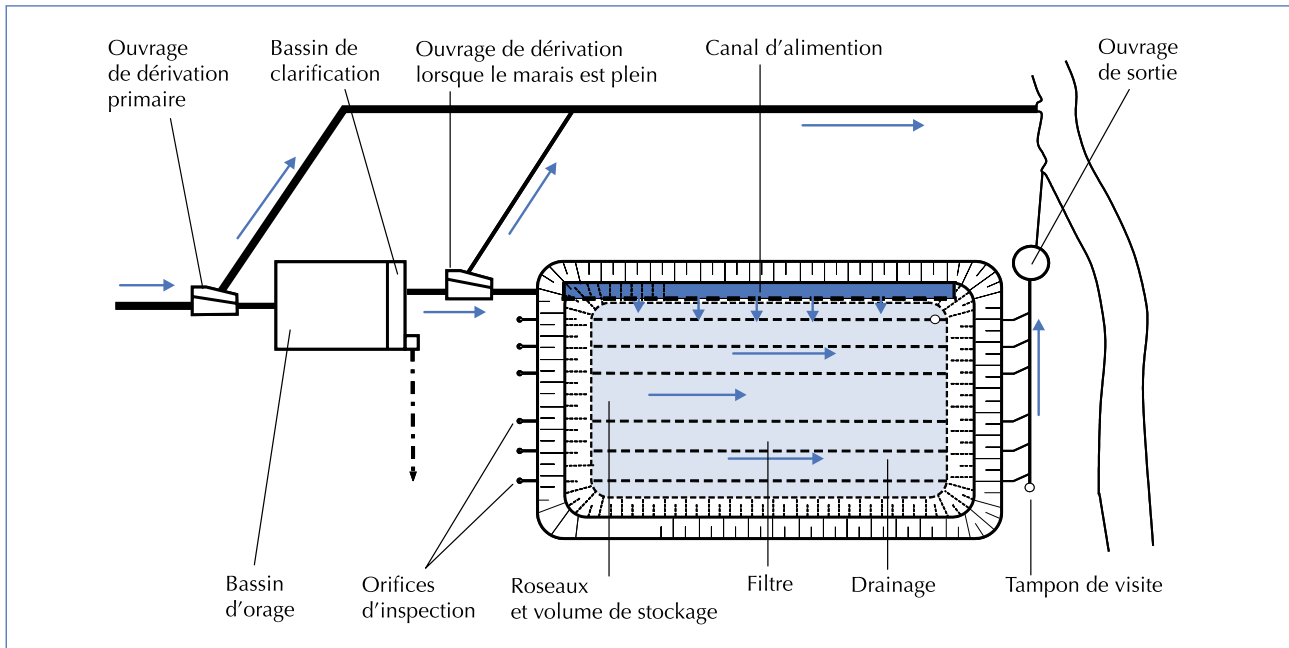 Ouvrage
de dérivation
primaire
Bassin de
clarification
Ouvrage de dérivation
lorsque le marais est plein
Canal d'alimention
Ouvrage
de sortie
Bassin
d'orage
Orifices
d'inspection
Roseaux
et volume de stockage
Filtre
Drainage
Tampon de visite